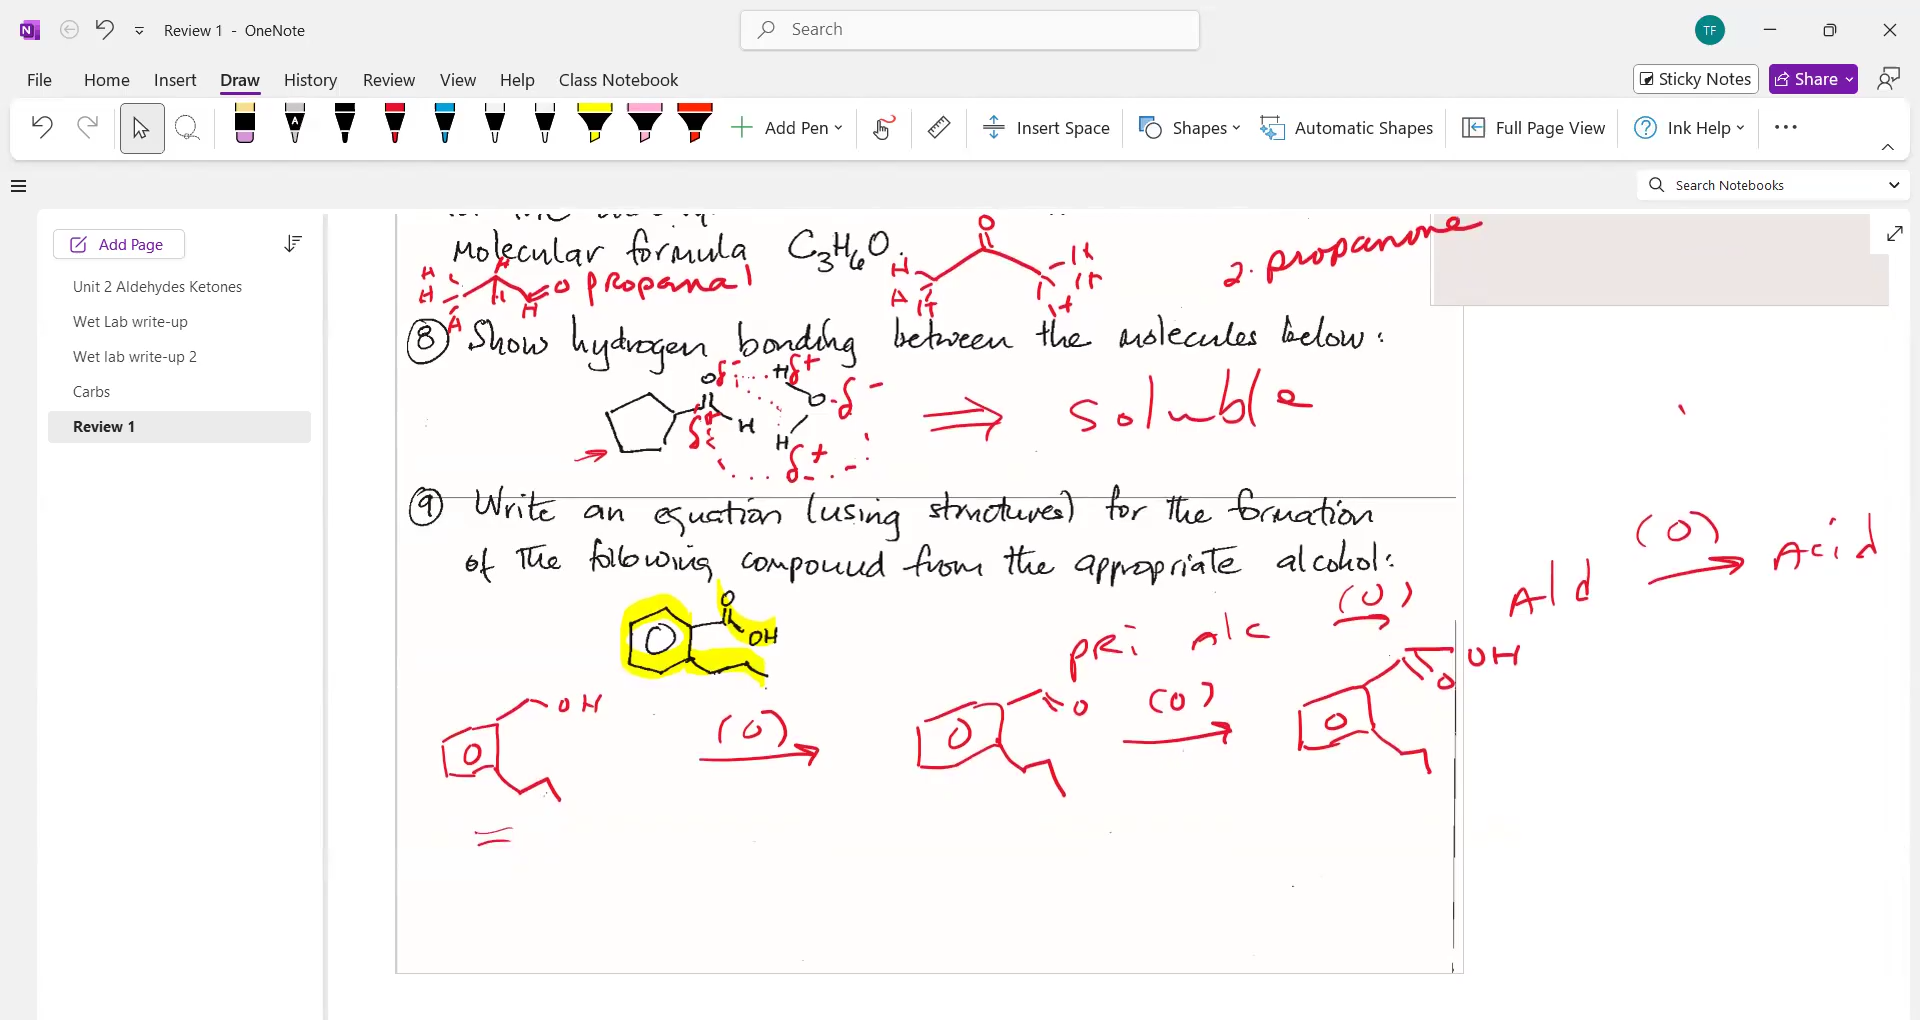 Review 1 - OneNote
Search
TF
File Home Insert Draw History Review View Help Class Notebook
Sticky Notes Share
A
Add Pen Insert Space Shapes Automatic Shapes Full Page View Ink Help
Search Notebooks
Add Page
Unit 2 Aldehydes Ketones
Wet Lab write-up
Wet lab write-up 2
Carbs
Review 1
Molecular formula C₃H₆O.
propanal
2. propanone
⑧ Show hydrogen bonding between the molecules below:
O δ- H δ+
O δ-
δ+ H
H
δ+
⇒ soluble
⑨ Write an equation (using structures) for the formation
of the following compound from the appropriate alcohol:
O
OH
pRi Alc (O) → Ald (O) → Acid
OH (O) → O (O) → O OH